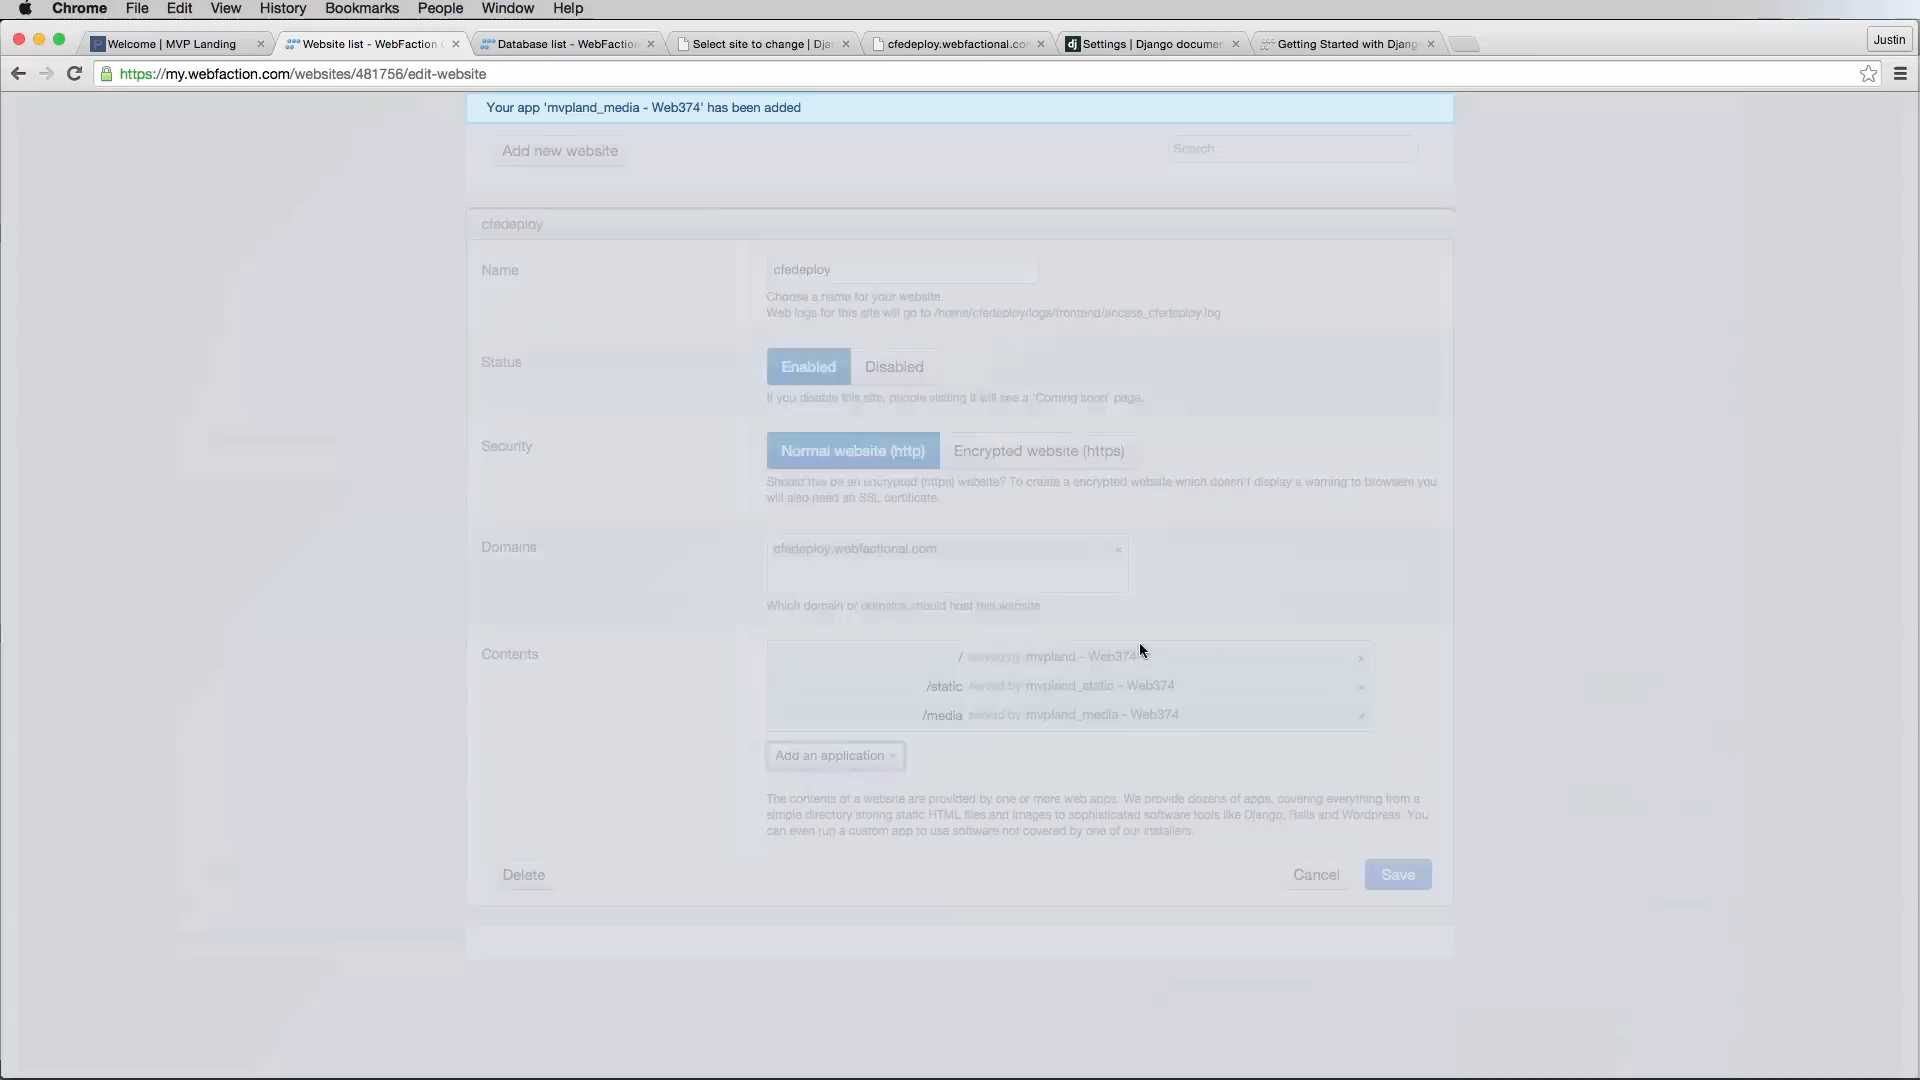 Chrome File Edit View History Bookmarks People Window Help
Welcome | MVP Landing
Website list - WebFaction
Database list - WebFaction
Select site to change | Dja
cfedeploy.webfactional.co
Settings | Django documen
Getting Started with Djang
Justin
https://my.webfaction.com/websites/481756/edit-website
Your app 'mvpland_media - Web374' has been added
Add new website
Search..
cfedeploy
Name
cfedeploy
Choose a name for your website.
Web logs for this site will go to /home/cfedeploy/logs/frontend/access_cfedeploy.log
Status
Enabled Disabled
If you disable this site, people visiting it will see a 'Coming soon' page.
Security
Normal website (http) Encrypted website (https)
Should this be an encrypted (https) website? To create a encrypted website which doesn't display a warning to browsers you
will also need an SSL certificate.
Domains
cfedeploy.webfactional.com ×
Which domain or domains should host this website.
Contents
/ served by mvpland - Web374 ×
/static served by mvpland_static - Web374 ×
/media served by mvpland_media - Web374 ×
Add an application
The contents of a website are provided by one or more web apps. We provide dozens of apps, covering everything from a
simple directory storing static HTML files and images to sophisticated software tools like Django, Rails and Wordpress. You
can even run a custom app to use software not covered by one of our installers.
Delete
Cancel
Save